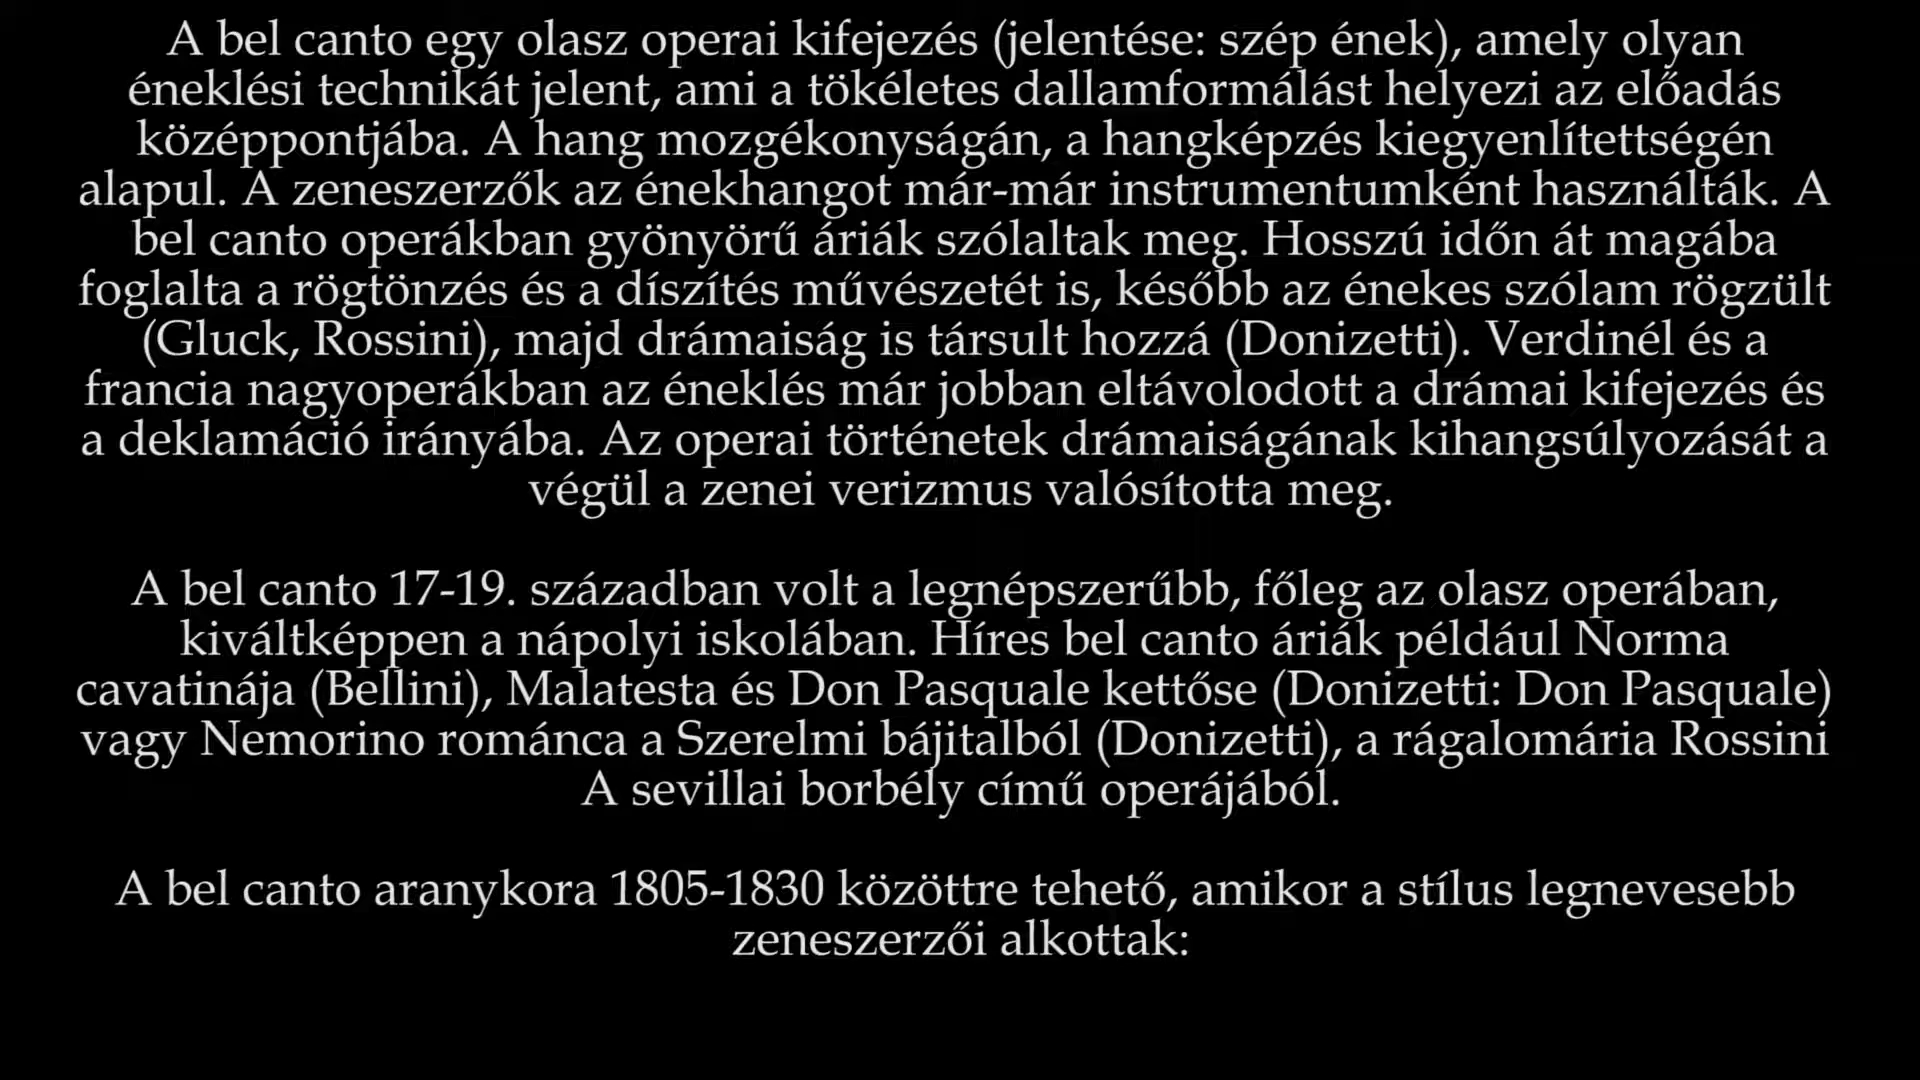 A bel canto egy olasz operai kifejezés (jelentése: szép ének), amely olyan
éneklési technikát jelent, ami a tökéletes dallamformálást helyezi az előadás
középpontjába. A hang mozgékonyságán, a hangképzés kiegyenlítettségén
alapul. A zeneszerzők az énekhangot már-már instrumentumként használták. A
bel canto operákban gyönyörű áriák szólaltak meg. Hosszú időn át magába
foglalta a rögtönzés és a díszítés művészetét is, később az énekes szólam rögzült
(Gluck, Rossini), majd drámaiság is társult hozzá (Donizetti). Verdinél és a
francia nagyoperákban az éneklés már jobban eltávolodott a drámai kifejezés és
a deklamáció irányába. Az operai történetek drámaiságának kihangsúlyozását a
végül a zenei verizmus valósította meg.
A bel canto 17-19. században volt a legnépszerűbb, főleg az olasz operában,
kiváltképpen a nápolyi iskolában. Híres bel canto áriák például Norma
cavatinája (Bellini), Malatesta és Don Pasquale kettőse (Donizetti: Don Pasquale)
vagy Nemorino románca a Szerelmi bájitalból (Donizetti), a rágalomária Rossini
A sevillai borbély című operájából.
A bel canto aranykora 1805-1830 közöttre tehető, amikor a stílus legnevesebb
zeneszerzői alkottak: